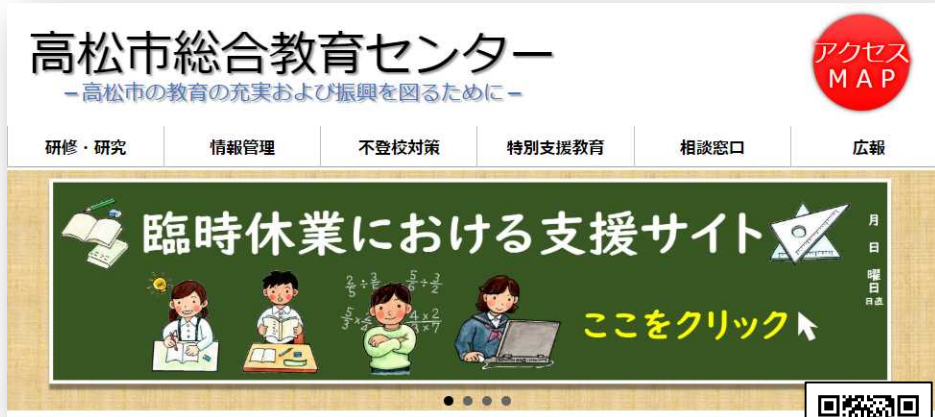 高松市総合教育センター
－高松市の教育の充実および振興を図るために－
アクセス
MAP
研修・研究
情報管理
不登校対策
特別支援教育
相談窓口
広報
臨時休業における支援サイト
月
日
曜日
日直
ここをクリック